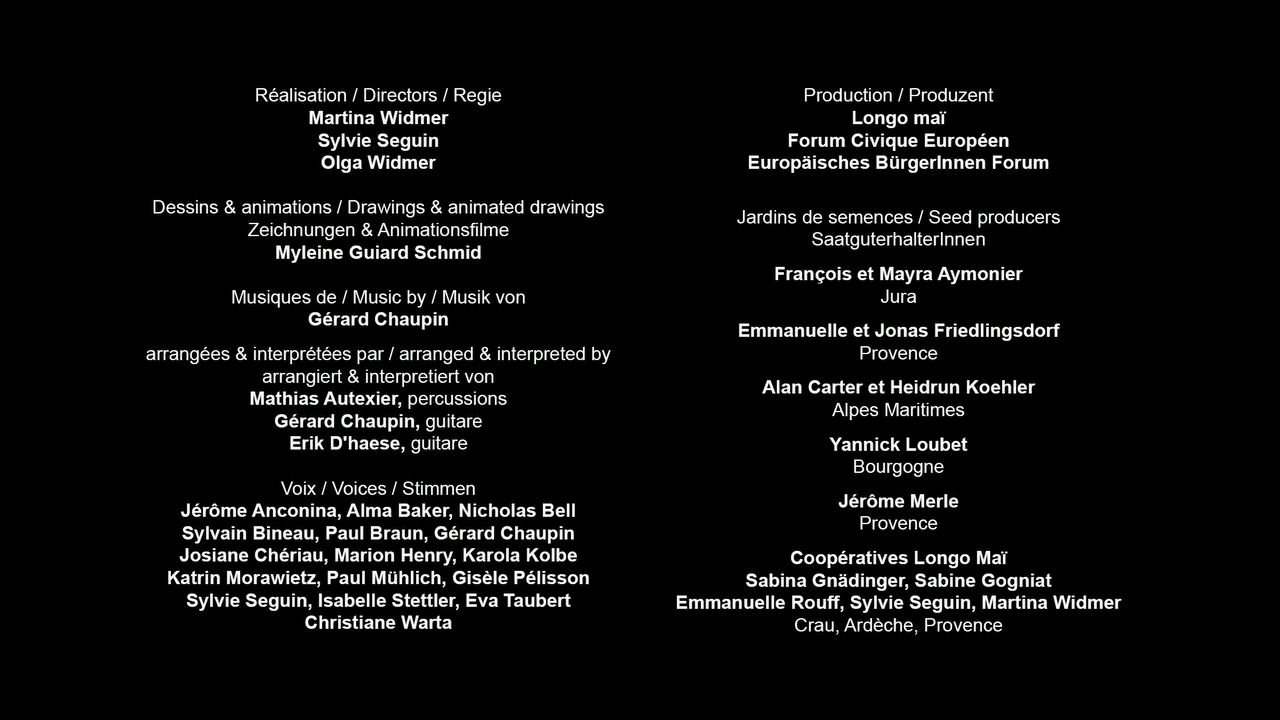 Réalisation / Directors / Regie
Martina Widmer
Sylvie Seguin
Olga Widmer
Dessins & animations / Drawings & animated drawings
Zeichnungen & Animationsfilme
Myleine Guiard Schmid
Musiques de / Music by / Musik von
Gérard Chaupin
arrangées & interprétées par / arranged & interpreted by
arrangiert & interpretiert von
Mathias Autexier, percussions
Gérard Chaupin, guitare
Erik D'haese, guitare
Voix / Voices / Stimmen
Jérôme Anconina, Alma Baker, Nicholas Bell
Sylvain Bineau, Paul Braun, Gérard Chaupin
Josiane Chériau, Marion Henry, Karola Kolbe
Katrin Morawietz, Paul Mühlich, Gisèle Pélisson
Sylvie Seguin, Isabelle Stettler, Eva Taubert
Christiane Warta
Production / Produzent
Longo maï
Forum Civique Européen
Europäisches BürgerInnen Forum
Jardins de semences / Seed producers
SaatguterhalterInnen
François et Mayra Aymonier
Jura
Emmanuelle et Jonas Friedlingsdorf
Provence
Alan Carter et Heidrun Koehler
Alpes Maritimes
Yannick Loubet
Bourgogne
Jérôme Merle
Provence
Coopératives Longo Maï
Sabina Gnädinger, Sabine Gogniat
Emmanuelle Rouff, Sylvie Seguin, Martina Widmer
Crau, Ardèche, Provence